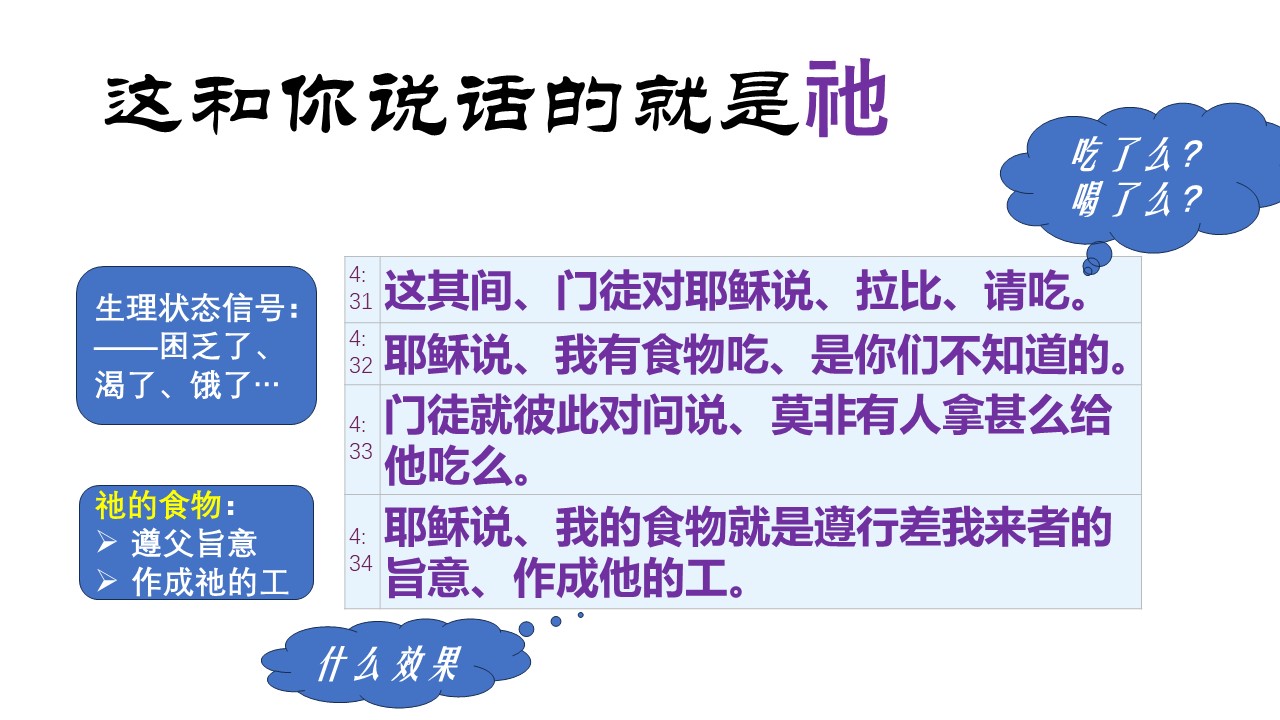 这和你说话的就是祂
吃了么？
喝了么？
生理状态信号：
——困乏了、
渴了、饿了…
4:
31
这其间、门徒对耶稣说、拉比、请吃。
4:
32
耶稣说、我有食物吃、是你们不知道的。
4:
33
门徒就彼此对问说、莫非有人拿甚么给
他吃么。
4:
34
耶稣说、我的食物就是遵行差我来者的
旨意、作成他的工。
祂的食物：
➢ 遵父旨意
➢ 作成祂的工
什么效果